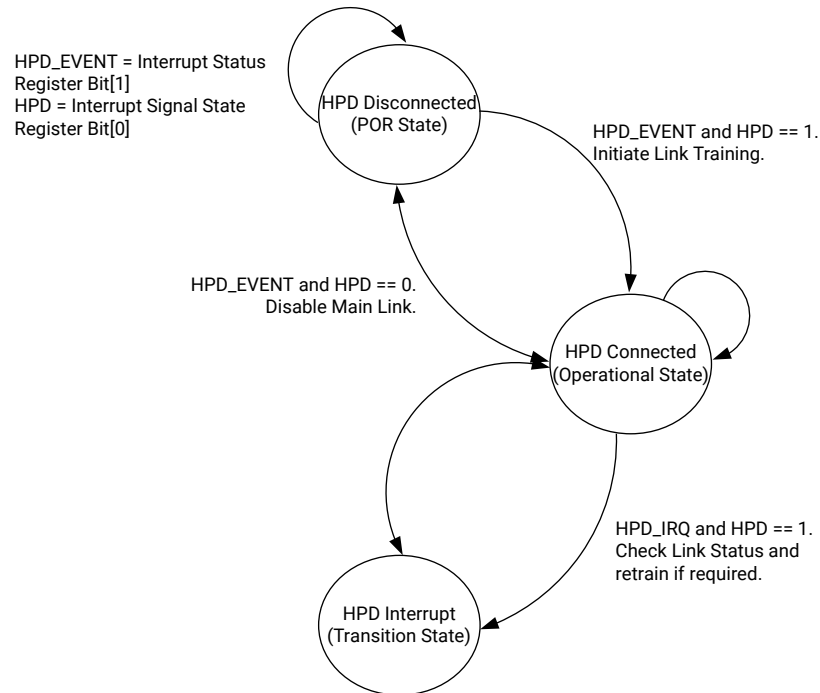 HPD_EVENT = Interrupt Status
Register Bit[1]
HPD = Interrupt Signal State
Register Bit[0]
HPD Disconnected
(POR State)
HPD_EVENT and HPD == 1.
Initiate Link Training.
HPD_EVENT and HPD == 0.
Disable Main Link.
HPD Connected
(Operational State)
HPD_IRQ and HPD == 1.
Check Link Status and
retrain if required.
HPD Interrupt
(Transition State)